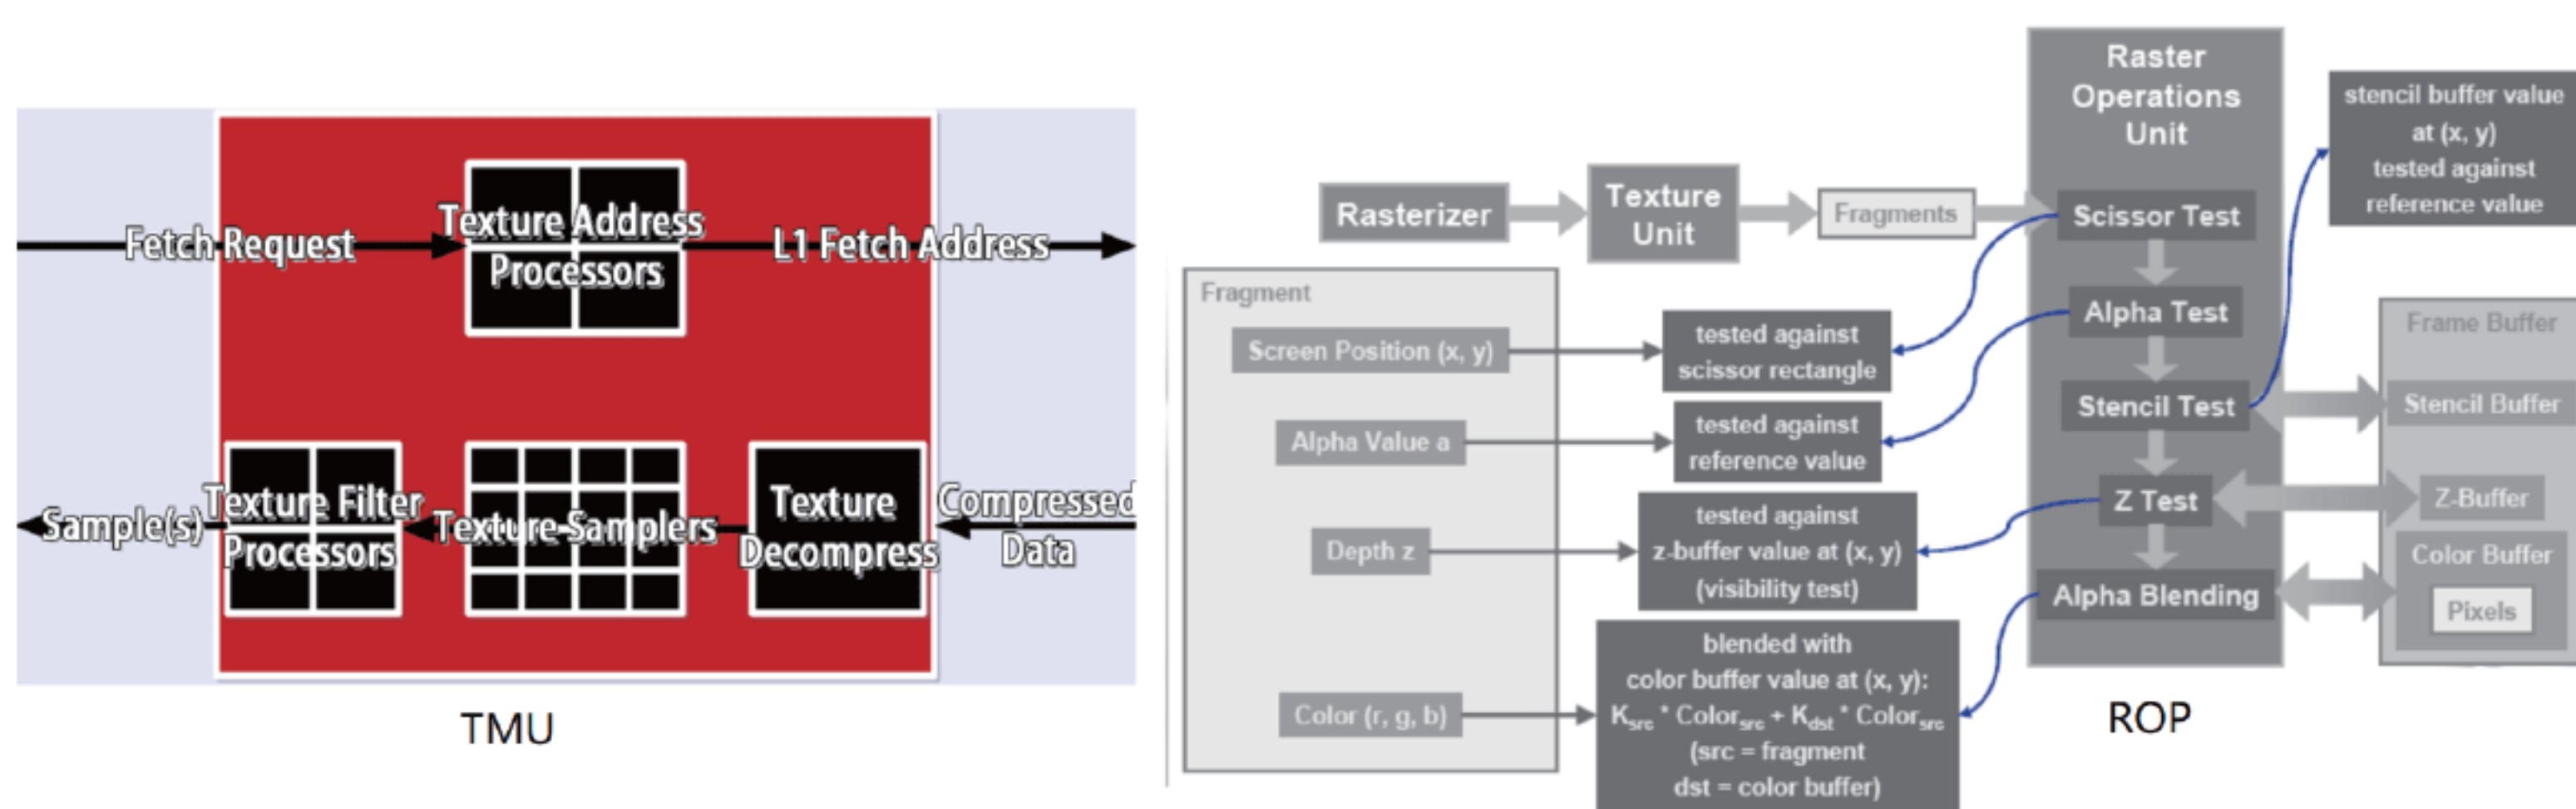 Fetch Request
Texture Address
Processors
L1 Fetch Address
Sample(s)
Texture Filter
Processors
Texture Samplers
Texture
Decompress
Compressed
Data
TMU
Rasterizer
Texture
Unit
Fragments
Raster
Operations
Unit
Scissor Test
Alpha Test
Stencil Test
Z Test
Alpha Blending
stencil buffer value
at (x, y)
tested against
reference value
Fragment
Screen Position (x, y)
tested against
scissor rectangle
Alpha Value a
tested against
reference value
Depth z
tested against
z-buffer value at (x, y)
(visibility test)
Color (r, g, b)
blended with
color buffer value at (x, y):
Ksrc * Colorsrc + Kdst * Colorsrc
(src = fragment
dst = color buffer)
Frame Buffer
Stencil Buffer
Z-Buffer
Color Buffer
Pixels
ROP